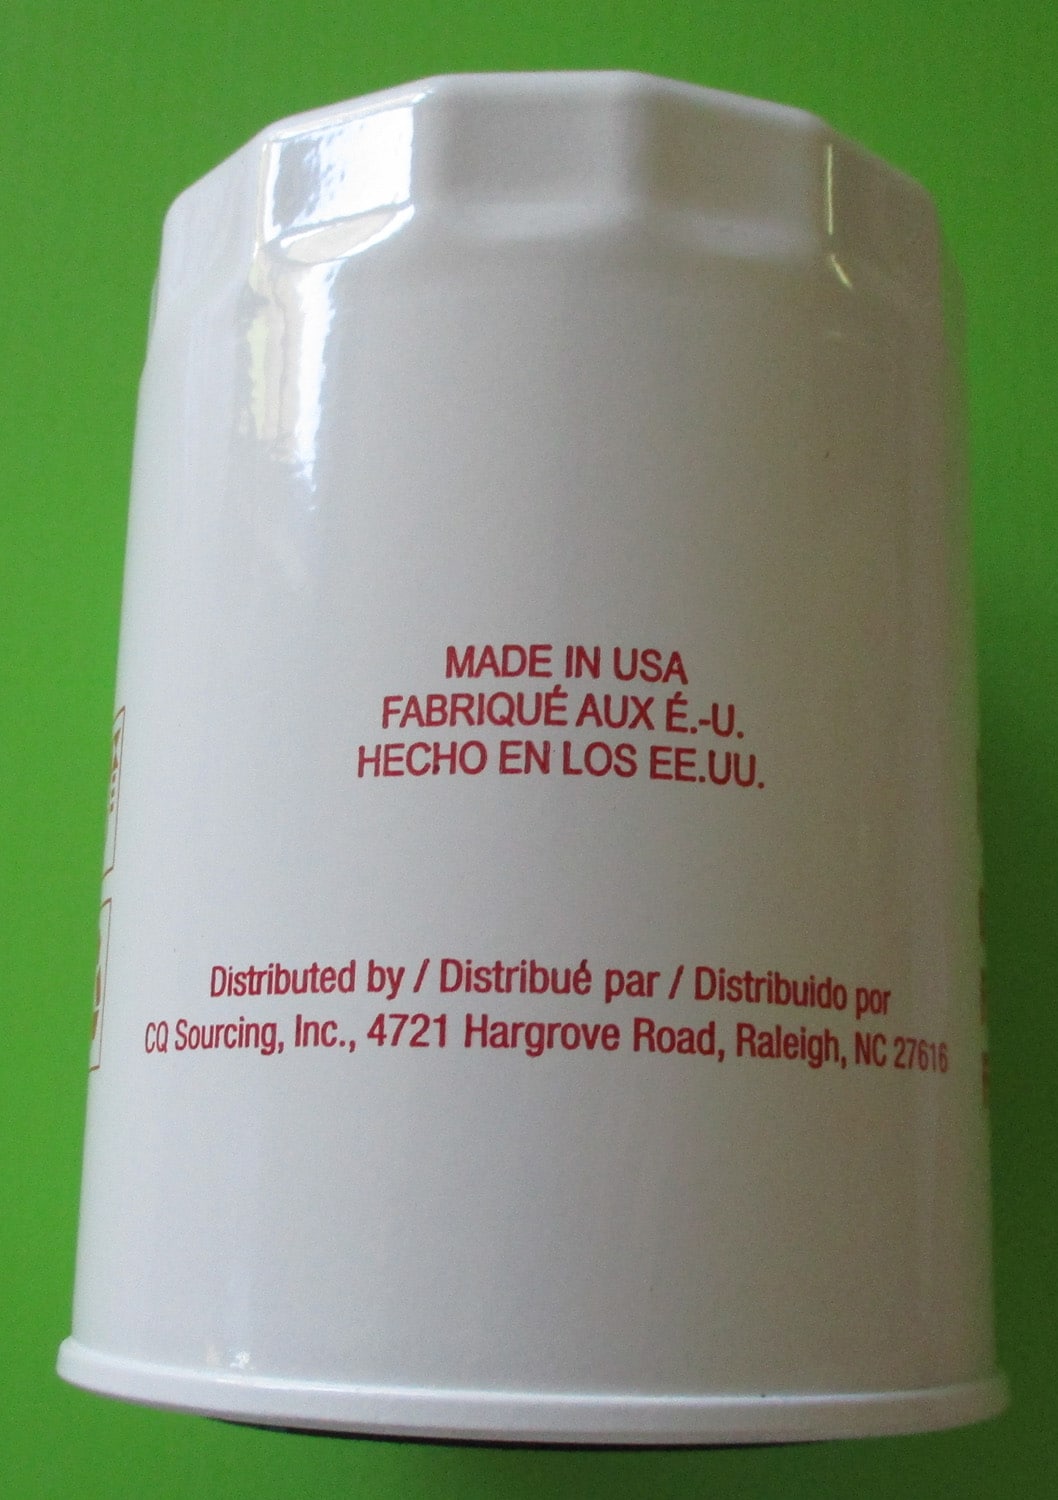 MADE IN USA
FABRIQUÉ AUX É.-U.
HECHO EN LOS EE.UU.
Distributed by / Distribué par / Distribuido por
CQ Sourcing, Inc., 4721 Hargrove Road, Raleigh, NC 27616